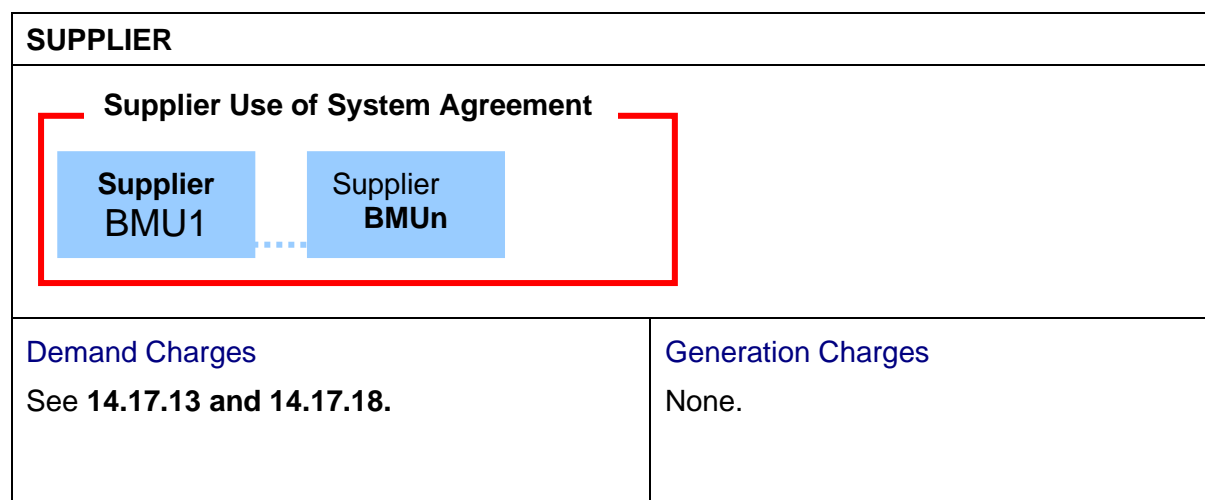 SUPPLIER
Supplier Use of System Agreement
Supplier
BMU1
Supplier
BMUn
Demand Charges
See 14.17.13 and 14.17.18.
Generation Charges
None.